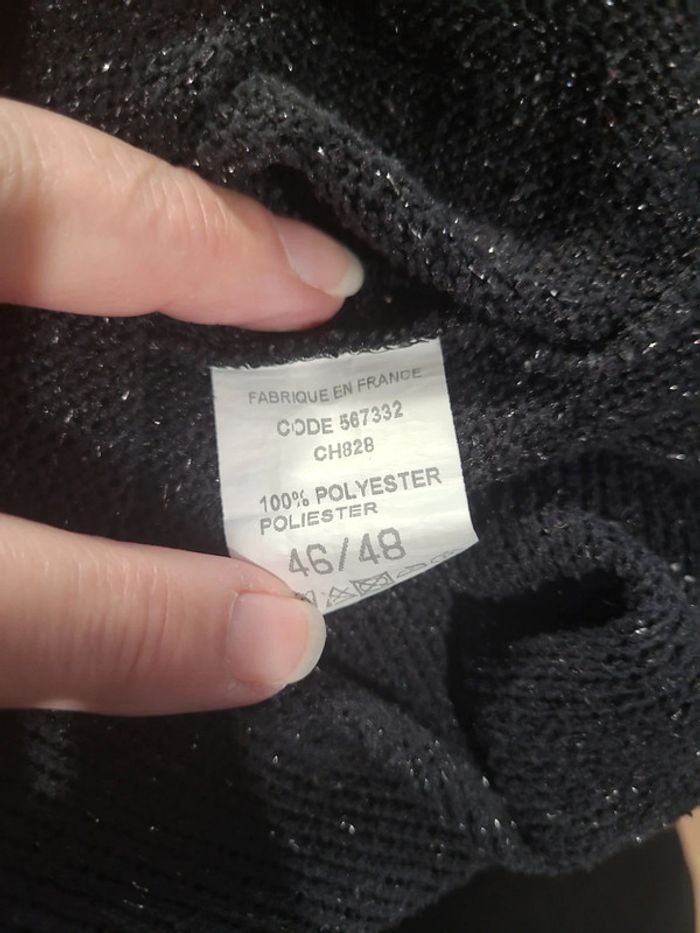 FABRIQUE EN FRANCE
CODE 567332
CH828
100% POLYESTER
POLIESTER
46/48